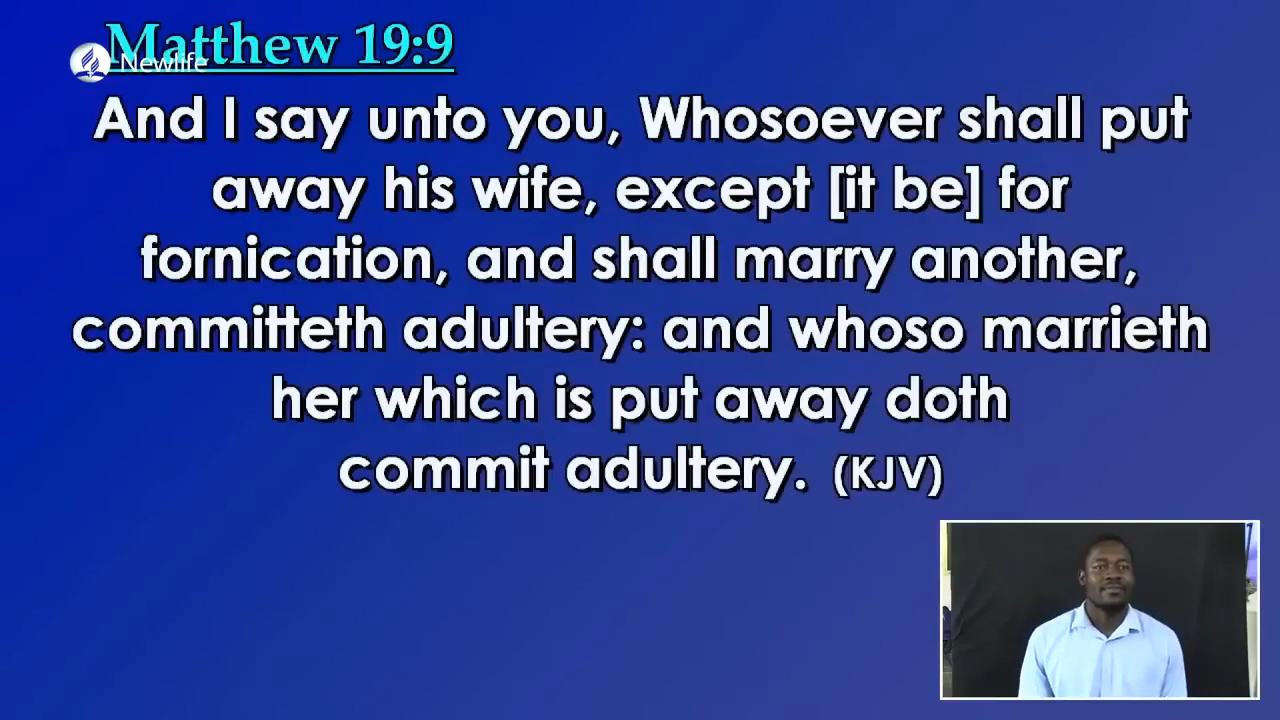 Matthew 19:9
Newlife
And I say unto you, Whosoever shall put
away his wife, except [it be] for
fornication, and shall marry another,
committeth adultery: and whoso marrieth
her which is put away doth
commit adultery. (KJV)